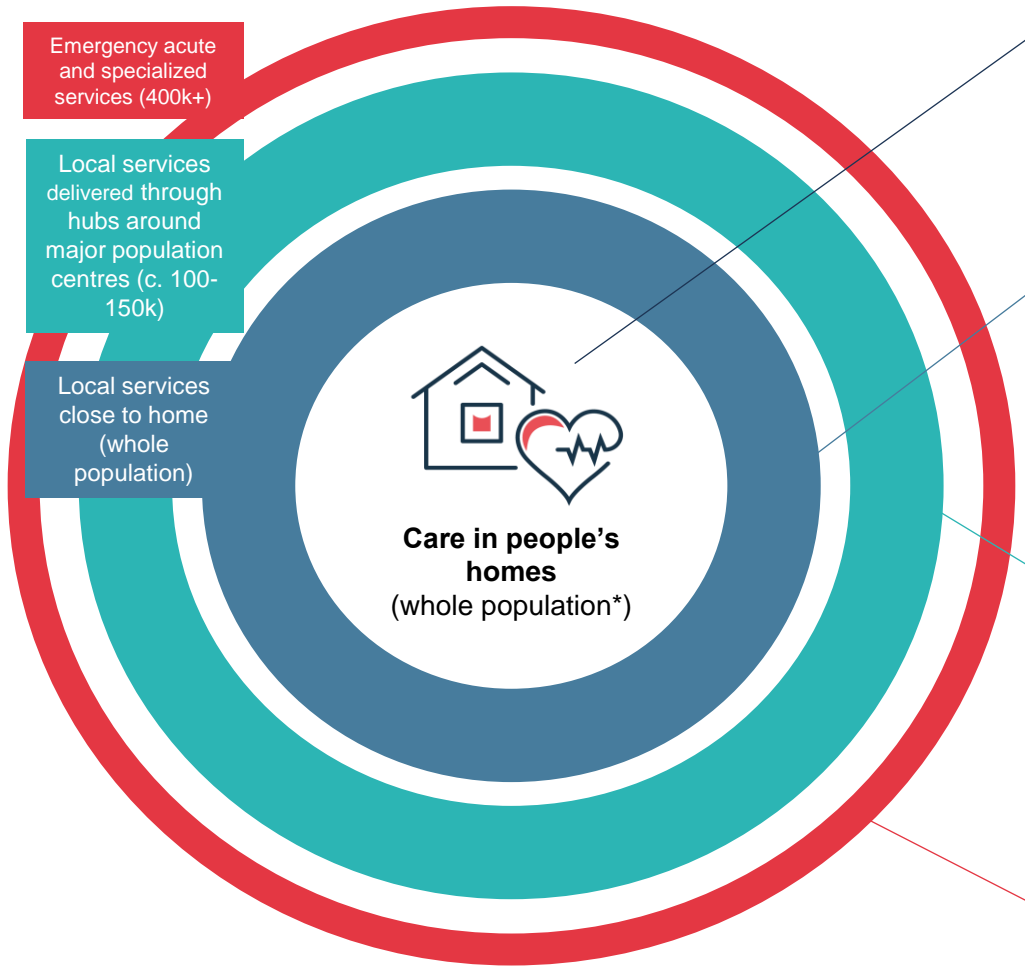 Emergency acute
and specialized
services (400k+)
Local services
delivered through
hubs around
major population
centres (c. 100-
150k)
Local services
close to home
(whole
population)
Care in people's
homes
(whole population*)